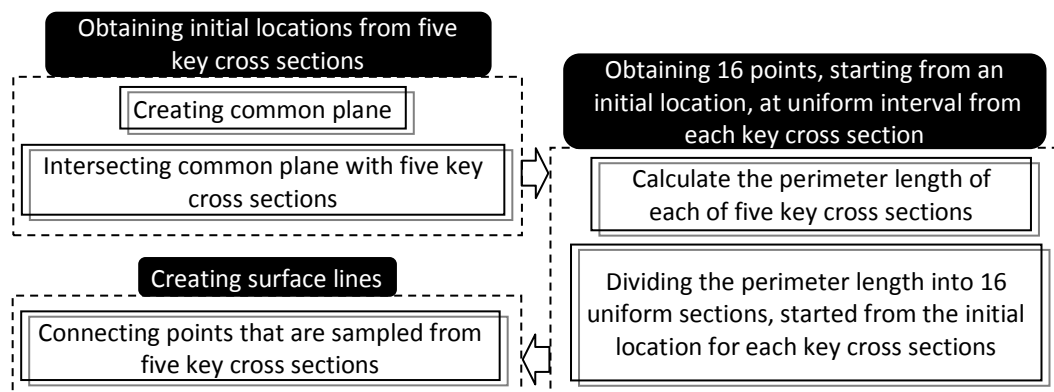 Obtaining initial locations from five
key cross sections
Creating common plane
Intersecting common plane with five key
cross sections
Obtaining 16 points, starting from an
initial location, at uniform interval from
each key cross section
Calculate the perimeter length of
each of five key cross sections
Dividing the perimeter length into 16
uniform sections, started from the initial
location for each key cross sections
Creating surface lines
Connecting points that are sampled from
five key cross sections